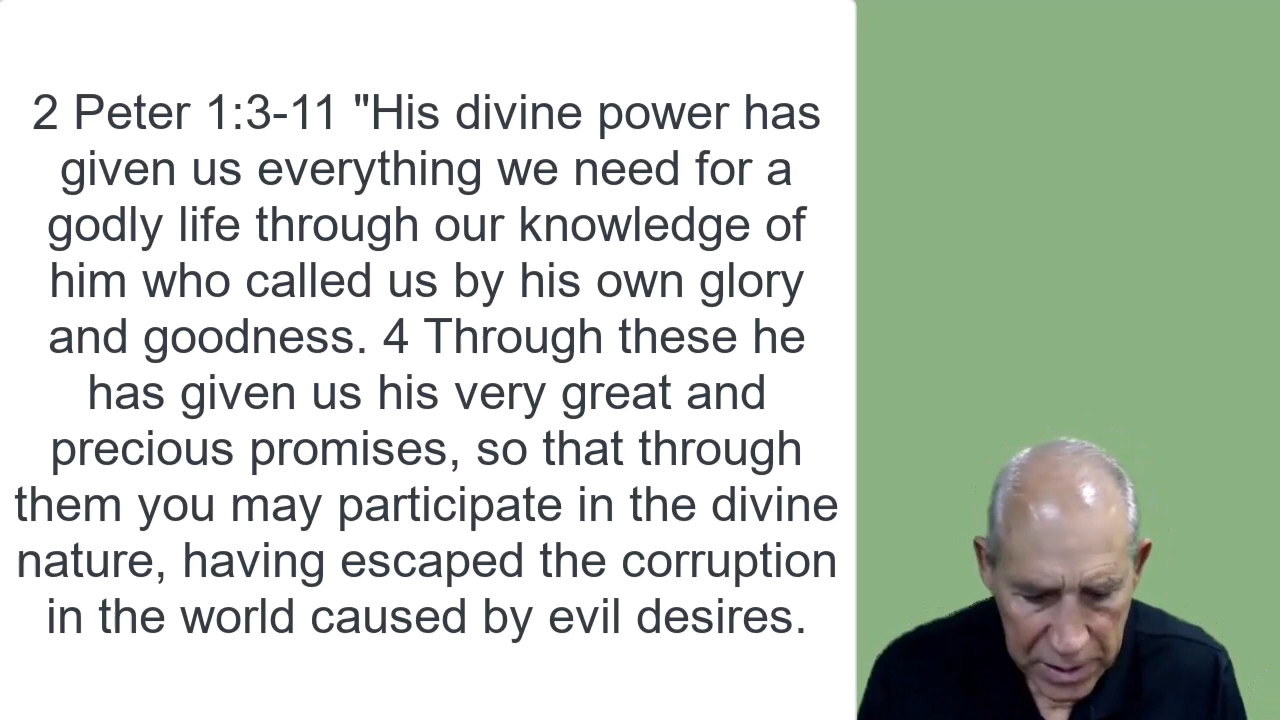 2 Peter 1:3-11 "His divine power has
given us everything we need for a
godly life through our knowledge of
him who called us by his own glory
and goodness. 4 Through these he
has given us his very great and
precious promises, so that through
them you may participate in the divine
nature, having escaped the corruption
in the world caused by evil desires.